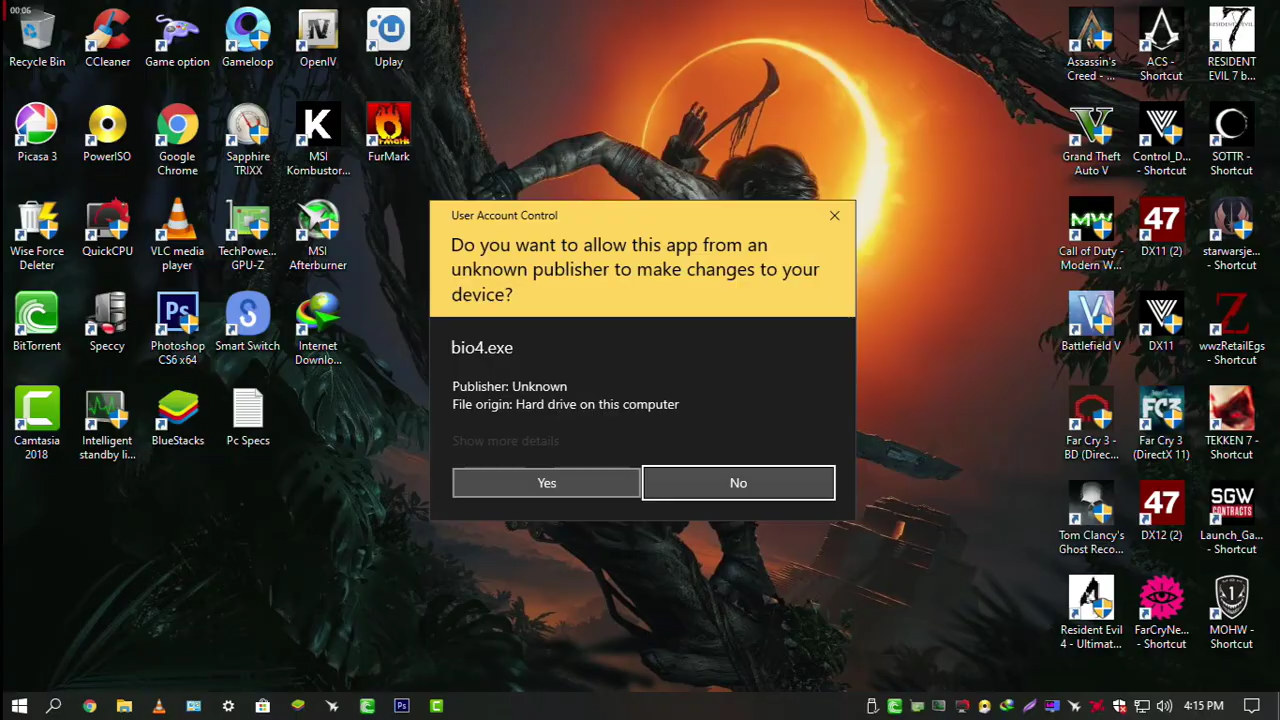 00:06
Recycle Bin
CCleaner
Game option
Gameloop
OpenIV
Uplay
Picasa 3
PowerISO
Google
Chrome
Sapphire
TRIXX
MSI
Kombustor...
FurMark
Wise Force
Deleter
QuickCPU
VLC media
player
TechPowe...
GPU-Z
MSI
Afterburner
BitTorrent
Speccy
Photoshop
CS6 x64
Smart Switch
Internet
Downlo...
Camtasia
2018
Intelligent
standby li...
BlueStacks
Pc Specs
User Account Control
Do you want to allow this app from an
unknown publisher to make changes to your
device?
bio4.exe
Publisher: Unknown
File origin: Hard drive on this computer
Show more details
Yes
No
Assassin's
Creed - ...
ACS -
Shortcut
RESIDENT
EVIL 7 b...
Grand Theft
Auto V
Control_D...
- Shortcut
SOTTR -
Shortcut
Call of Duty -
Modern W...
DX11 (2)
starwarsje...
- Shortcut
Battlefield V
DX11
wwzRetailEgs
- Shortcut
Far Cry 3 -
BD (Direc...
Far Cry 3
(DirectX 11)
TEKKEN 7 -
Shortcut
Tom Clancy's
Ghost Reco...
DX12 (2)
Launch_Ga...
- Shortcut
Resident Evil
4 - Ultimat...
FarCryNe...
- Shortcut
MOHW -
Shortcut
4:15 PM